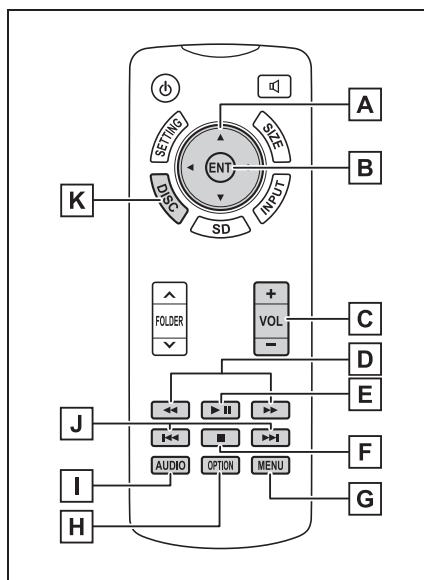 A
SETTING
SIZE
ENT
B
K
DISC
INPUT
SD
+
FOLDER
VOL
−
C
D
E
J
F
I
AUDIO
OPTION
MENU
G
H